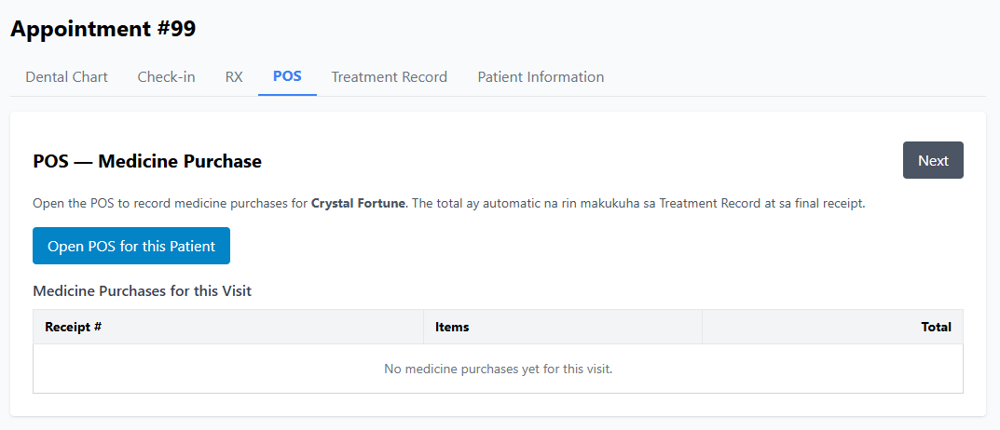 Appointment #99
Dental Chart Check-in RX POS Treatment Record Patient Information
POS — Medicine Purchase
Next
Open the POS to record medicine purchases for Crystal Fortune. The total ay automatic na rin makukuha sa Treatment Record at sa final receipt.
Open POS for this Patient
Medicine Purchases for this Visit
Receipt # Items Total
No medicine purchases yet for this visit.